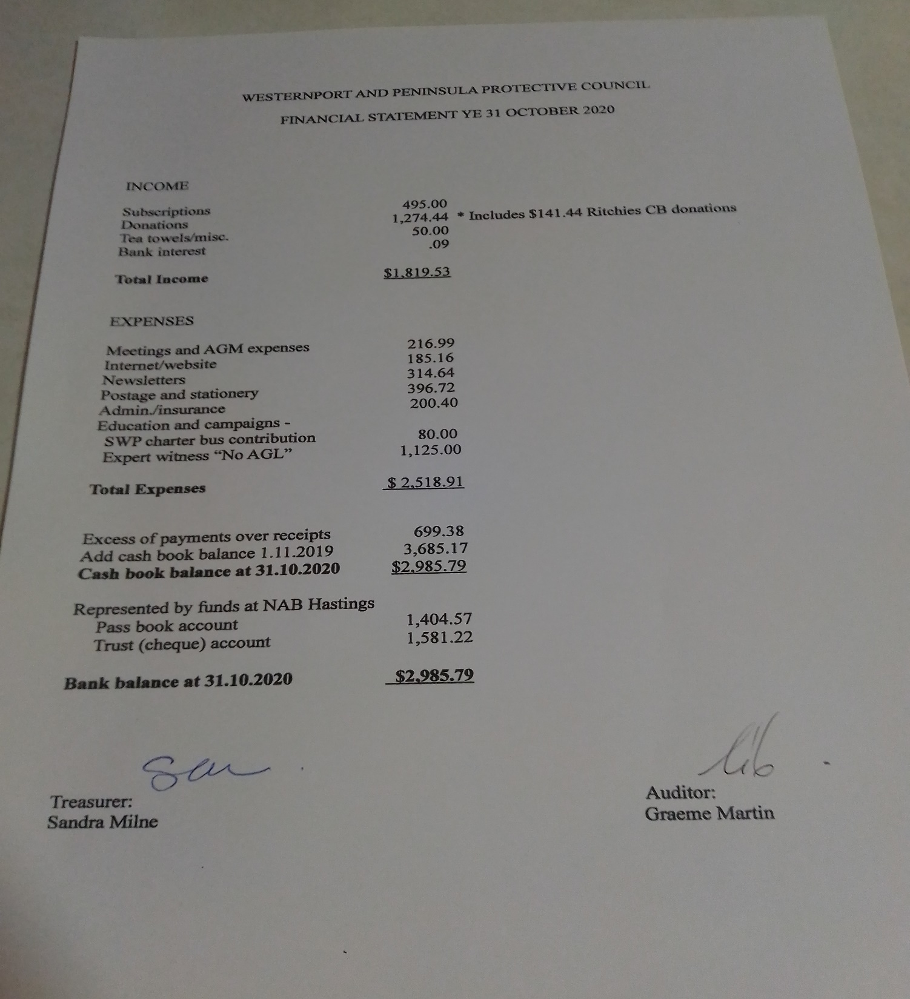 WESTERNPORT AND PENINSULA PROTECTIVE COUNCIL
FINANCIAL STATEMENT YE 31 OCTOBER 2020
INCOME
Subscriptions 495.00
Donations 1,274.44 * Includes $141.44 Ritchies CB donations
Tea towels/misc. 50.00
Bank interest .09
Total Income $1,819.53
EXPENSES
Meetings and AGM expenses 216.99
Internet/website 185.16
Newsletters 314.64
Postage and stationery 396.72
Admin./insurance 200.40
Education and campaigns -
SWP charter bus contribution 80.00
Expert witness “No AGL” 1,125.00
Total Expenses $ 2,518.91
Excess of payments over receipts 699.38
Add cash book balance 1.11.2019 3,685.17
Cash book balance at 31.10.2020 $2,985.79
Represented by funds at NAB Hastings
Pass book account 1,404.57
Trust (cheque) account 1,581.22
Bank balance at 31.10.2020 $2,985.79
Treasurer:
Sandra Milne
Auditor:
Graeme Martin